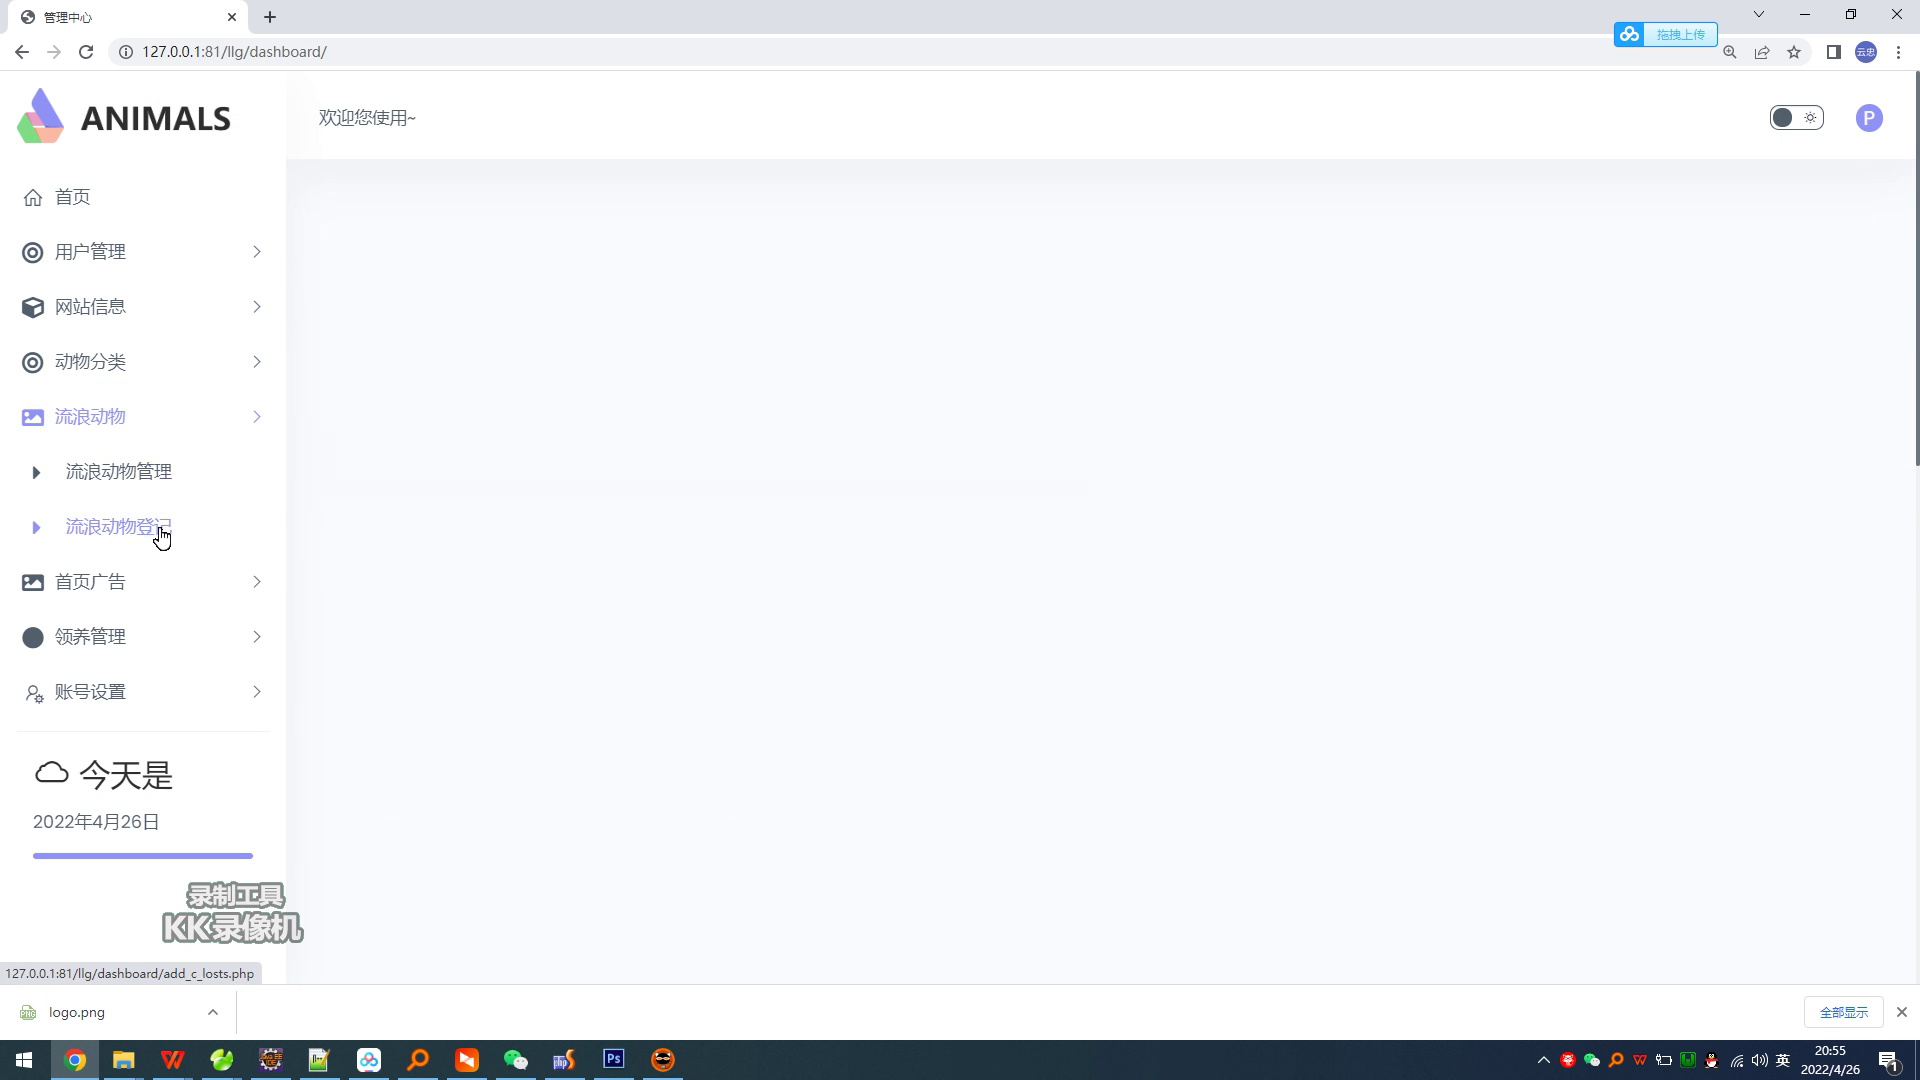 管理中心
127.0.0.1:81/llg/dashboard/
拖拽上传
云忠
ANIMALS
欢迎您使用~
P
首页
用户管理
网站信息
动物分类
流浪动物
流浪动物管理
流浪动物登记
首页广告
领养管理
账号设置
今天是
2022年4月26日
录制工具
KK录像机
127.0.0.1:81/llg/dashboard/add_c_losts.php
logo.png
全部显示
Ps
英
20:55
2022/4/26
1